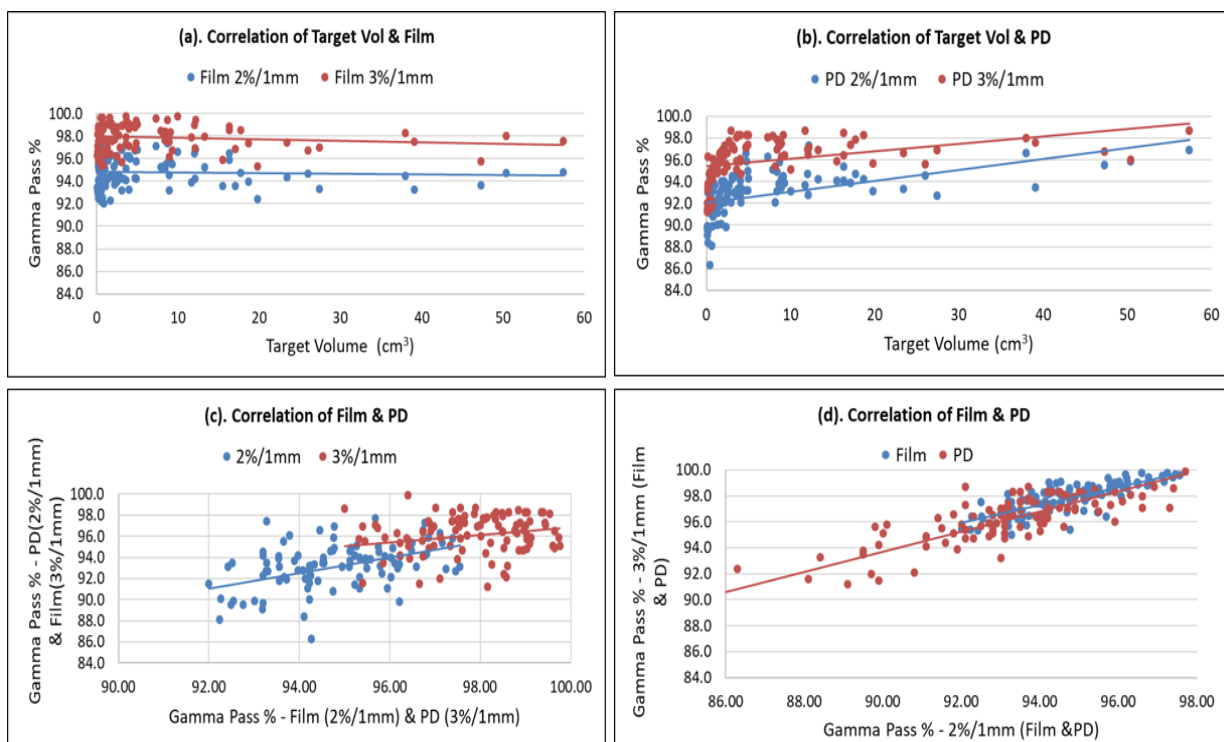 (a). Correlation of Target Vol & Film
Film 2%/1mm Film 3%/1mm
Gamma Pass %
100.0
98.0
96.0
94.0
92.0
90.0
88.0
86.0
84.0
0 10 20 30 40 50 60
Target Volume (cm³)
(b). Correlation of Target Vol & PD
PD 2%/1mm PD 3%/1mm
Gamma Pass %
100.0
98.0
96.0
94.0
92.0
90.0
88.0
86.0
84.0
0 10 20 30 40 50 60
Target Volume (cm³)
(c). Correlation of Film & PD
2%/1mm 3%/1mm
Gamma Pass % - PD(2%/1mm)
& Film(3%/1mm)
100.0
98.0
96.0
94.0
92.0
90.0
88.0
86.0
84.0
90.00 92.00 94.00 96.00 98.00 100.00
Gamma Pass % - Film (2%/1mm) & PD (3%/1mm)
(d). Correlation of Film & PD
Film PD
Gamma Pass % - 3%/1mm (Film
& PD)
100.0
98.0
96.0
94.0
92.0
90.0
88.0
86.0
84.0
86.00 88.00 90.00 92.00 94.00 96.00 98.00
Gamma Pass % - 2%/1mm (Film &PD)